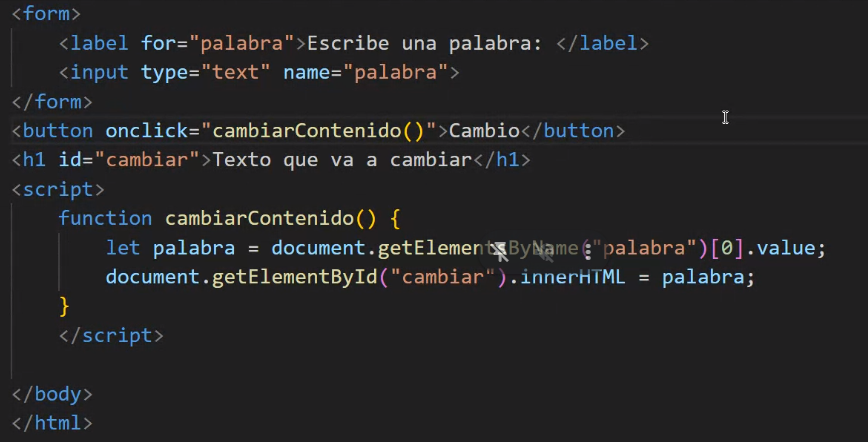 <form>
<label for="palabra">Escribe una palabra: </label>
<input type="text" name="palabra">
</form>
<button onclick="cambiarContenido()">Cambio</button>
<h1 id="cambiar">Texto que va a cambiar</h1>
<script>
function cambiarContenido() {
let palabra = document.getElementsByName("palabra")[0].value;
document.getElementById("cambiar").innerHTML = palabra;
}
</script>
</body>
</html>